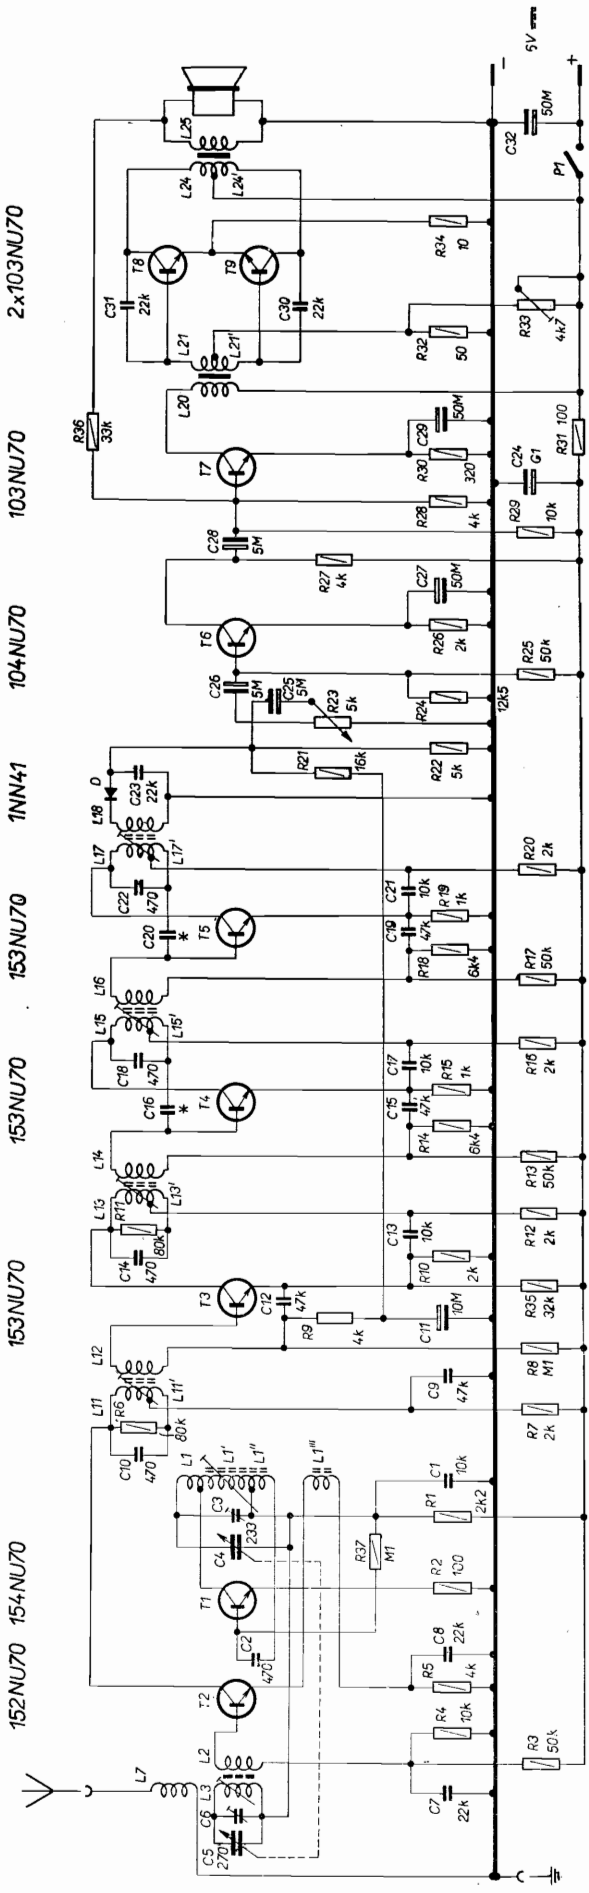 152NU70
154NU70
153NU70
153NU70
153NU70
1NN41
104NU70
103NU70
2x103NU70
L7
C5
270
C6
L3
L2
T2
C2
470
T1
C4
C3
233
L1
L1'
L1''
L1'''
C10
470
R6
80k
L11
L11'
L12
T3
C12
47k
R9
4k
C14
470
R11
80k
L13
L13'
L14
C16
*
T4
C18
470
L15
L15'
L16
C20
*
T5
C22
470
L17
L17'
L18
D
C23
22k
R21
16k
R23
5k
C25
5M
C26
5M
T6
R27
4k
C28
5M
T7
R36
33k
L20
L21
L21'
C31
22k
C30
22k
T8
T9
L24
L24'
L25
C7
22k
R4
10k
R5
4k
C8
22k
R2
100
R37
M1
R1
2k2
C1
10k
C9
47k
C11
10M
R10
2k
C13
10k
R14
6k4
C15
47k
C17
10k
R15
1k
R18
6k4
C19
47k
C21
10k
R19
1k
R22
5k
R24
12k5
R26
2k
C27
50M
R28
4k
R30
320
C29
50M
R32
50
R34
10
R3
50k
R7
2k
R8
M1
R35
32k
R12
2k
R13
50k
R16
2k
R17
50k
R20
2k
R25
50k
R29
10k
C24
G1
R31
100
R33
4k7
C32
50M
P1
6V
-
+